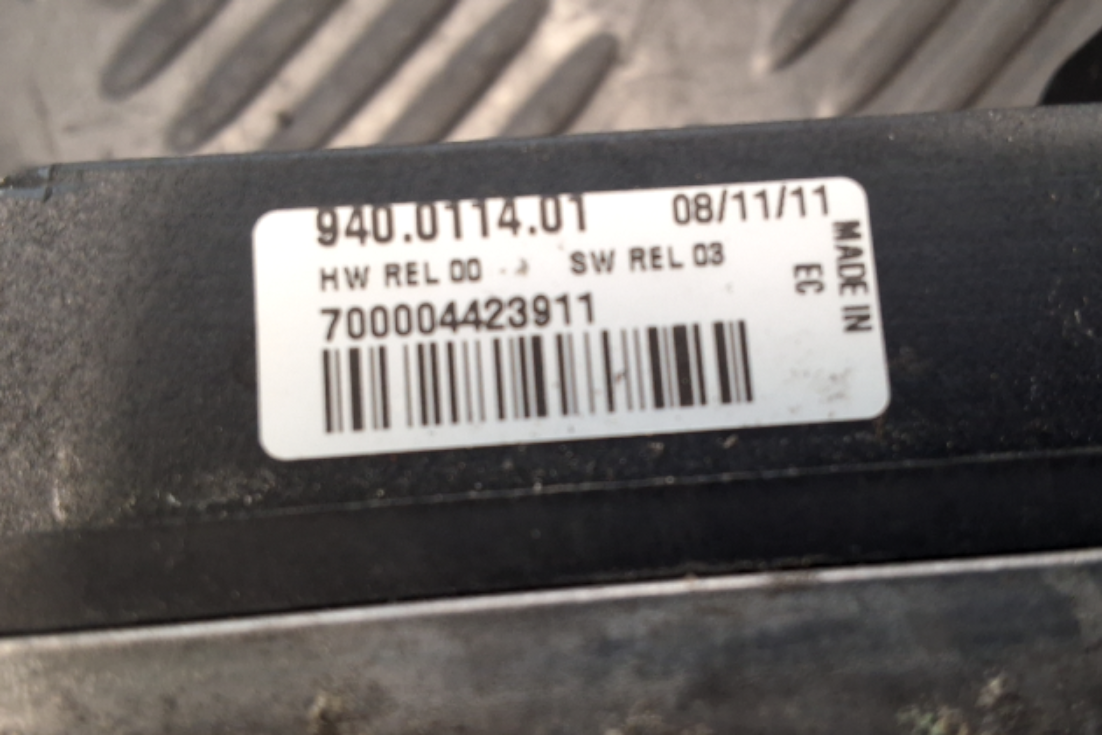 940.0114.01 08/11/11
HW REL 00 SW REL 03
700004423911
MADE IN
EC